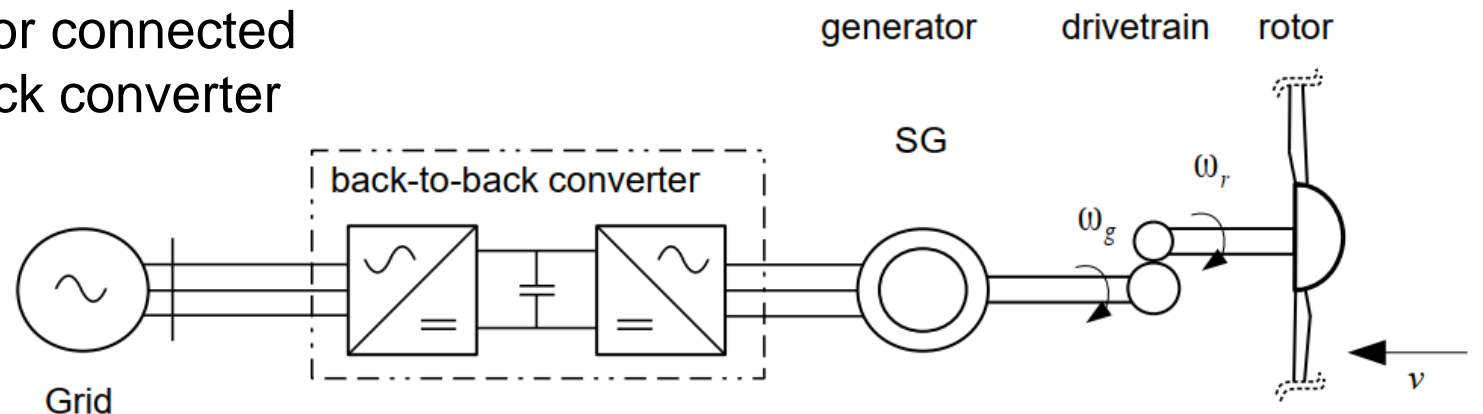 or connected
ck converter
generator drivetrain rotor
SG
back-to-back converter
ω_r
ω_g
Grid
v